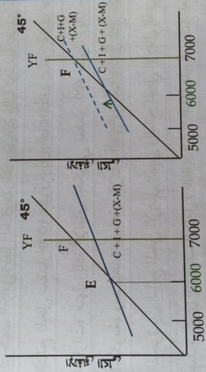 45°
YF
F
E
C + I + G +(X-M)
5000
6000
7000
45°
YF
F
C+I+G
+(X-M)
C + I + G + (X-M)
5000
6000
7000